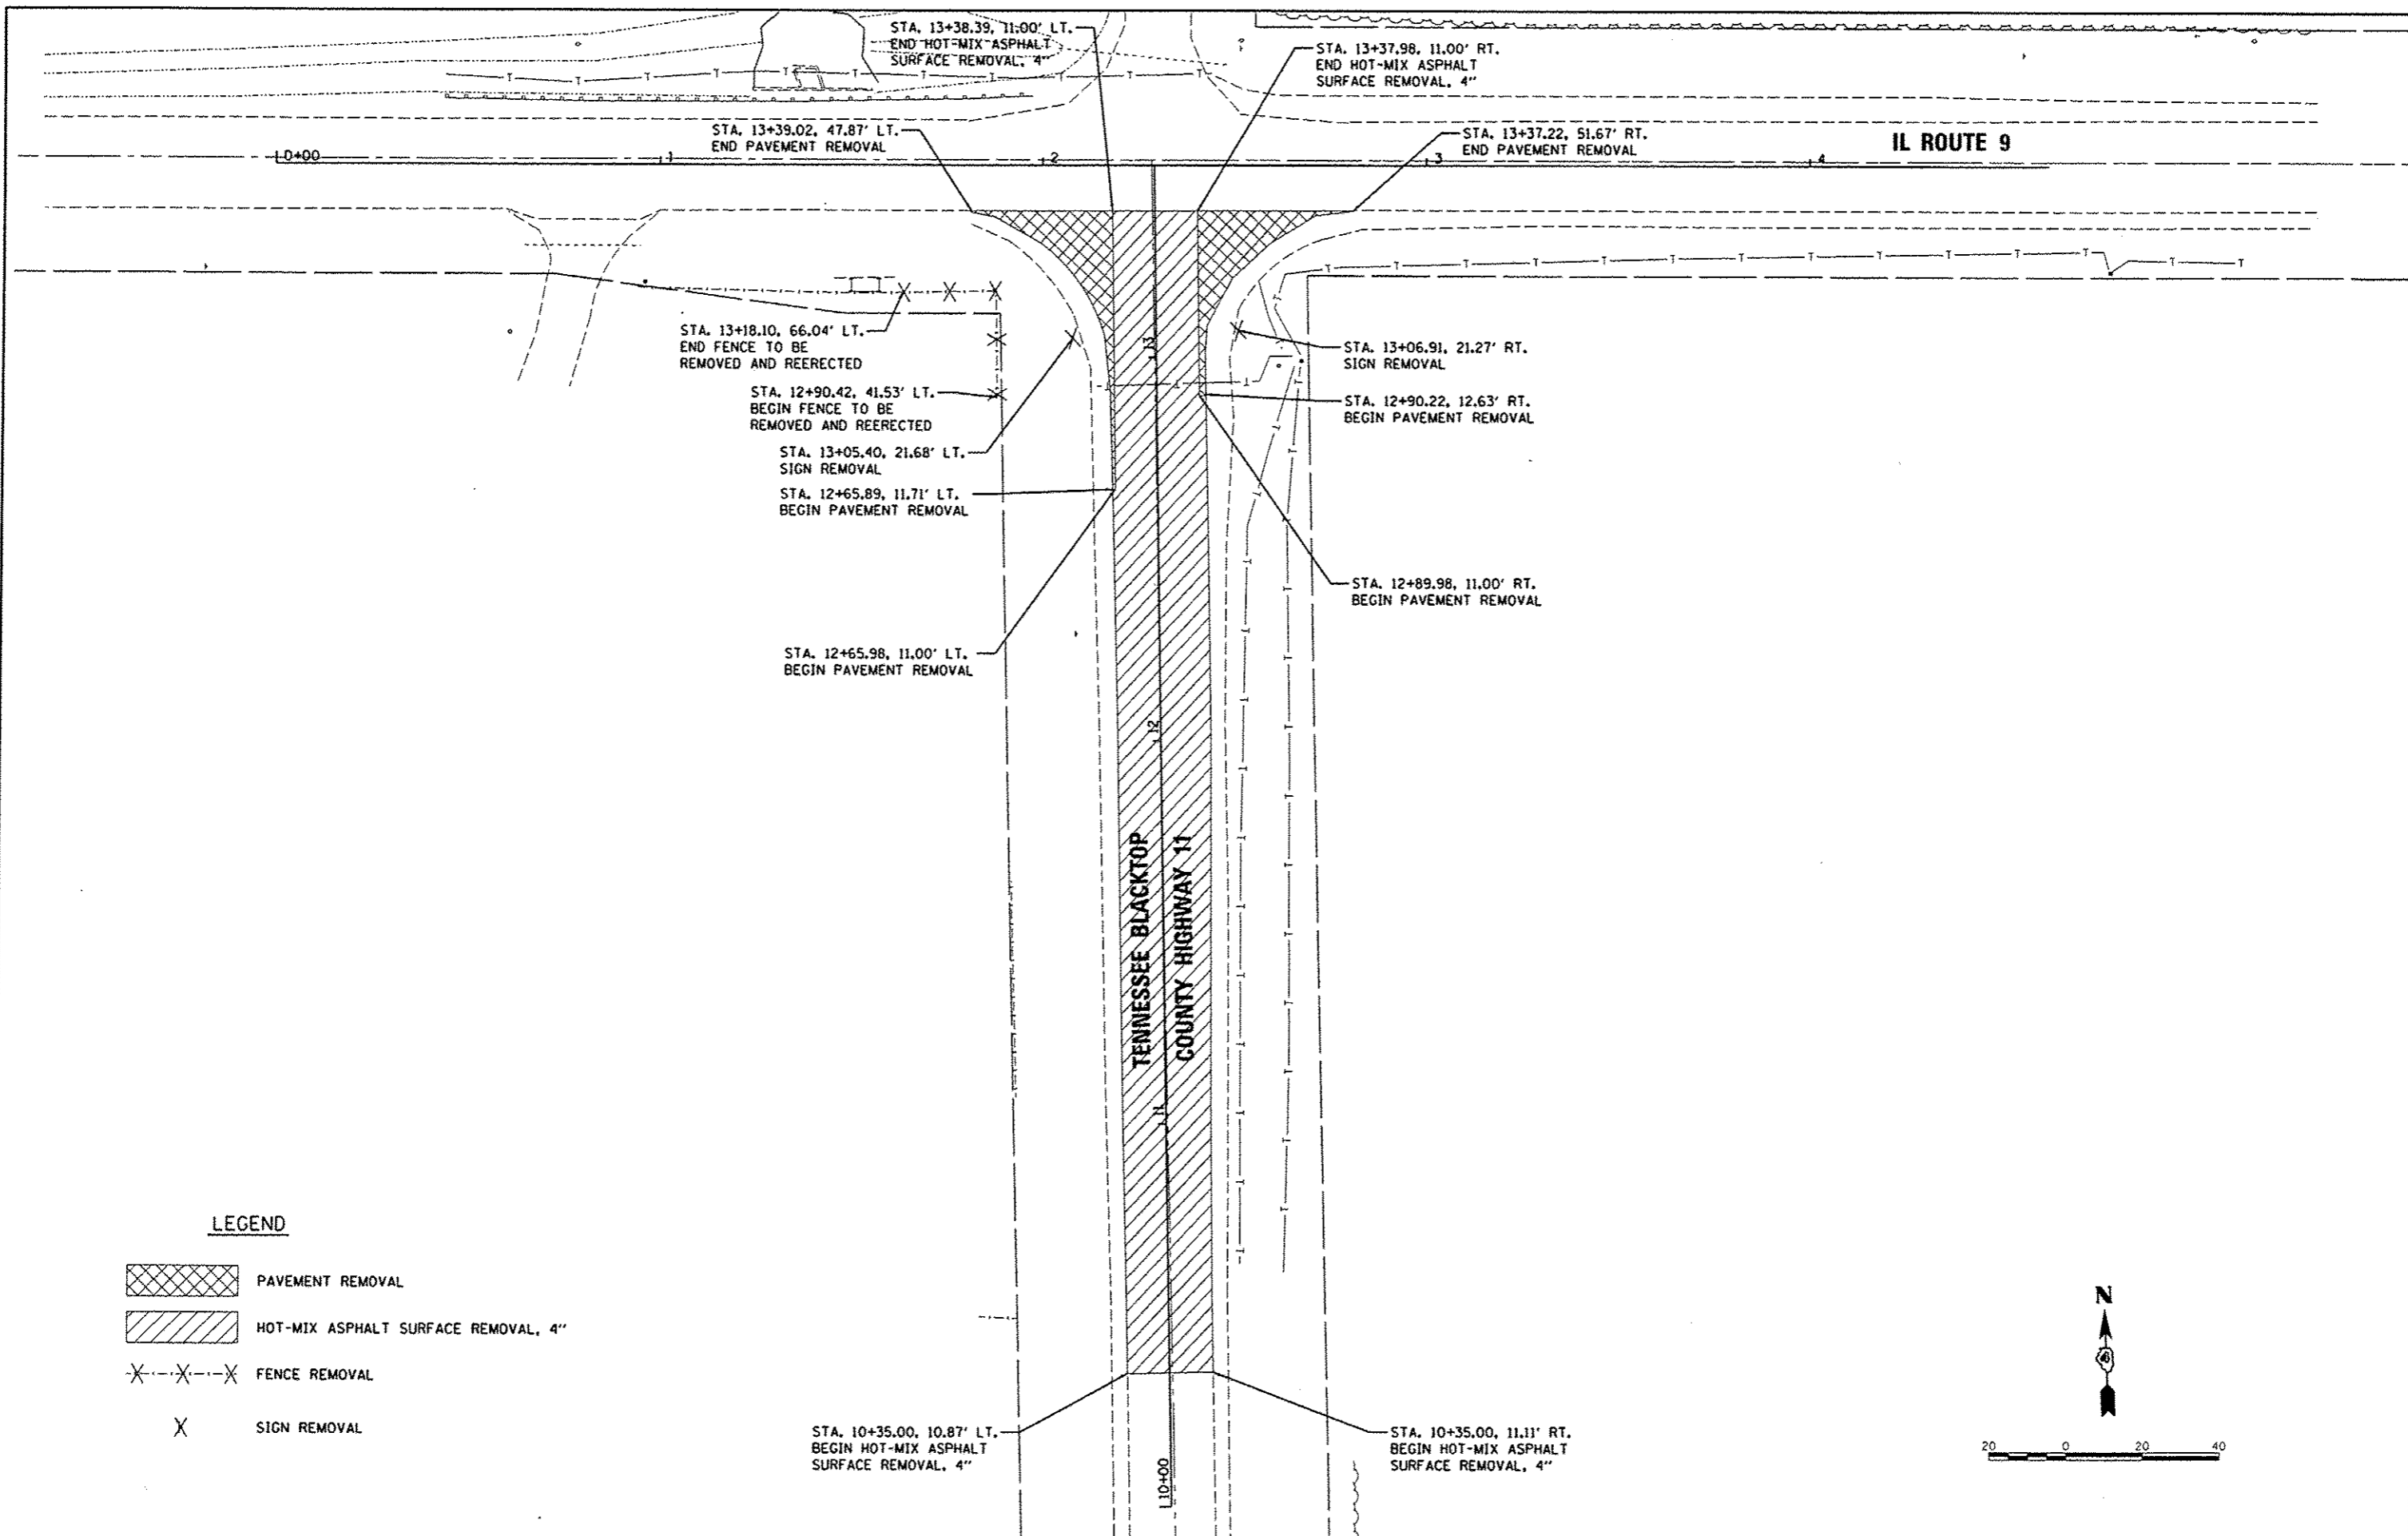 STA. 13+38.39, 11.00' LT.
END HOT-MIX ASPHALT
SURFACE REMOVAL, 4"
STA. 13+37.98, 11.00' RT.
END HOT-MIX ASPHALT
SURFACE REMOVAL, 4"
STA. 13+39.02, 47.87' LT.
END PAVEMENT REMOVAL
STA. 13+37.22, 51.67' RT.
END PAVEMENT REMOVAL
IL ROUTE 9
0+00
1
2
3
4
STA. 13+18.10, 66.04' LT.
END FENCE TO BE
REMOVED AND REERECTED
STA. 13+06.91, 21.27' RT.
SIGN REMOVAL
13
STA. 12+90.42, 41.53' LT.
BEGIN FENCE TO BE
REMOVED AND REERECTED
STA. 12+90.22, 12.63' RT.
BEGIN PAVEMENT REMOVAL
STA. 13+05.40, 21.68' LT.
SIGN REMOVAL
STA. 12+65.89, 11.71' LT.
BEGIN PAVEMENT REMOVAL
STA. 12+89.98, 11.00' RT.
BEGIN PAVEMENT REMOVAL
STA. 12+65.98, 11.00' LT.
BEGIN PAVEMENT REMOVAL
12
TENNESSEE BLACKTOP
COUNTY HIGHWAY 11
11
LEGEND
PAVEMENT REMOVAL
HOT-MIX ASPHALT SURFACE REMOVAL, 4"
FENCE REMOVAL
SIGN REMOVAL
STA. 10+35.00, 10.87' LT.
BEGIN HOT-MIX ASPHALT
SURFACE REMOVAL, 4"
STA. 10+35.00, 11.11' RT.
BEGIN HOT-MIX ASPHALT
SURFACE REMOVAL, 4"
10+00
N
20 0 20 40